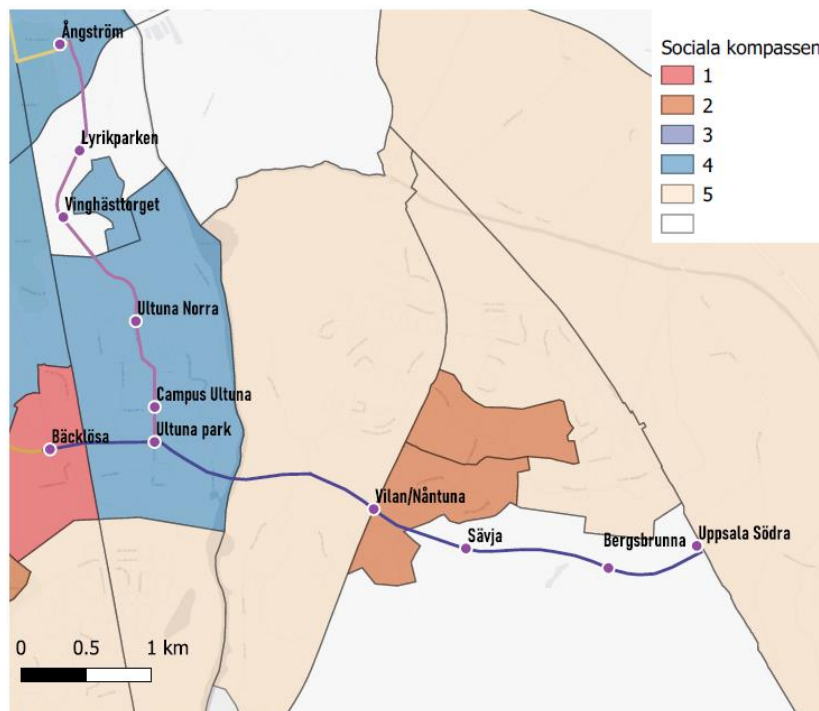 Ångström
Sociala kompassen
1
2
3
4
5
Lyrikparken
Vinghästtorget
Ultuna Norra
Campus Ultuna
Ultuna park
Bäcklösa
Vilan/Nåntuna
Sävja
Bergsbrunna
Uppsala Södra
0 0.5 1 km